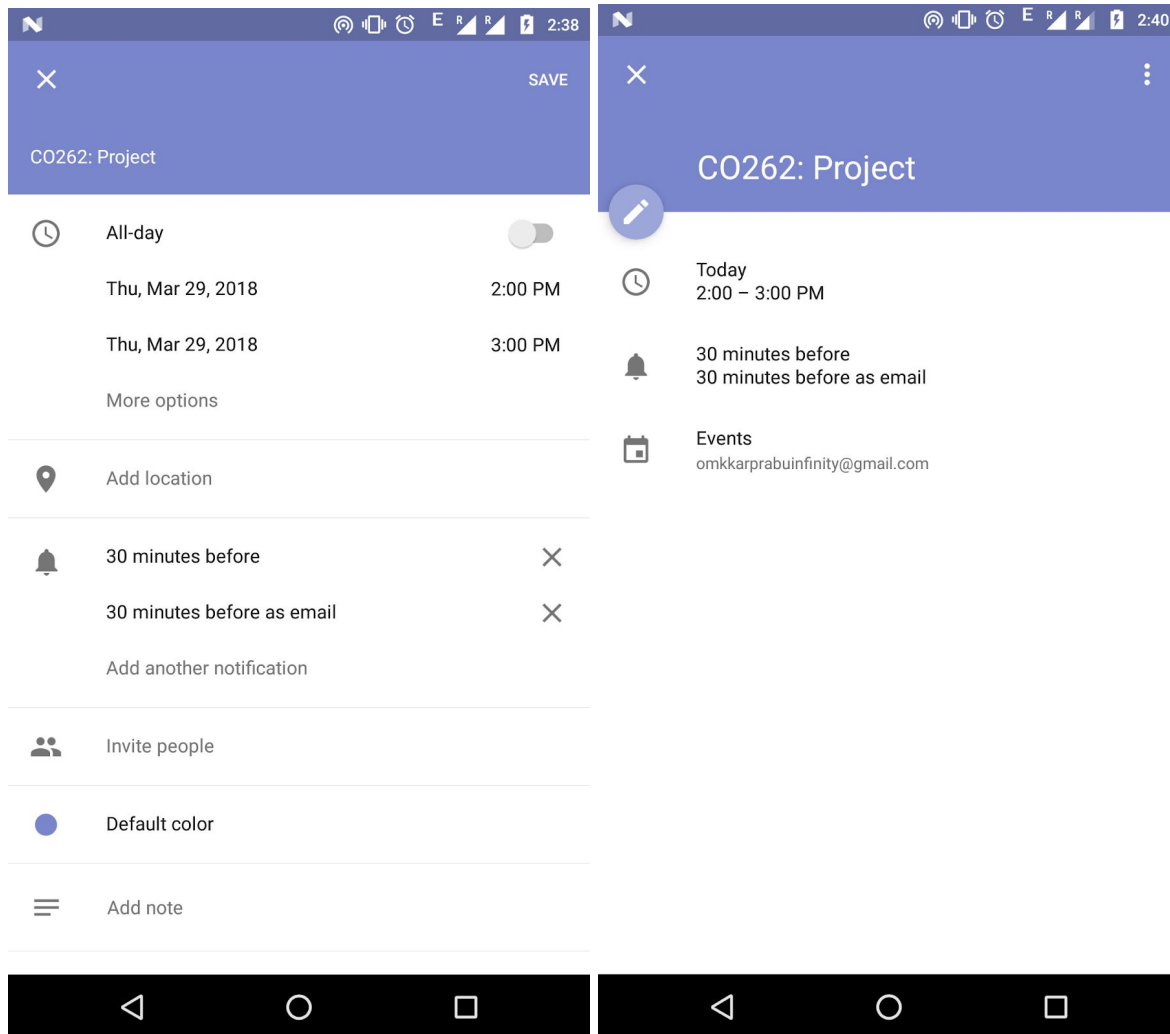 E R R 2:38
SAVE
CO262: Project
All-day
Thu, Mar 29, 2018 2:00 PM
Thu, Mar 29, 2018 3:00 PM
More options
Add location
30 minutes before
30 minutes before as email
Add another notification
Invite people
Default color
Add note
E R R 2:40
CO262: Project
Today
2:00 – 3:00 PM
30 minutes before
30 minutes before as email
Events
omkkarprabuinfinity@gmail.com